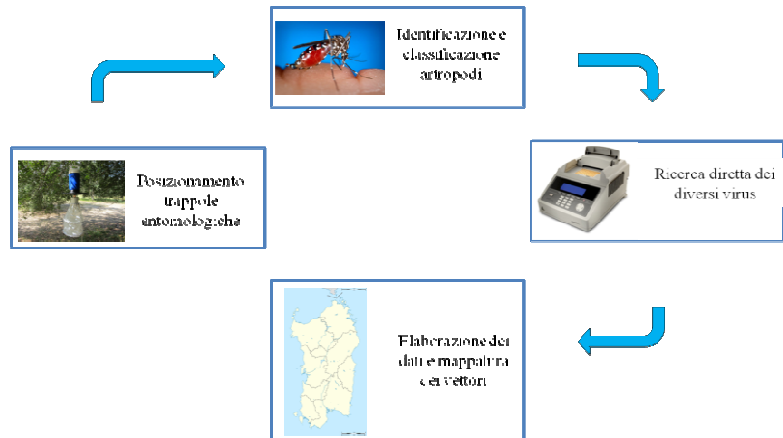 Identificazione e
classificazione
artropodi
Posizionamento
trappole
entomologiche
Ricerca diretta dei
diversi virus
Elaborazione dei
dati e mappatura
dei vettori